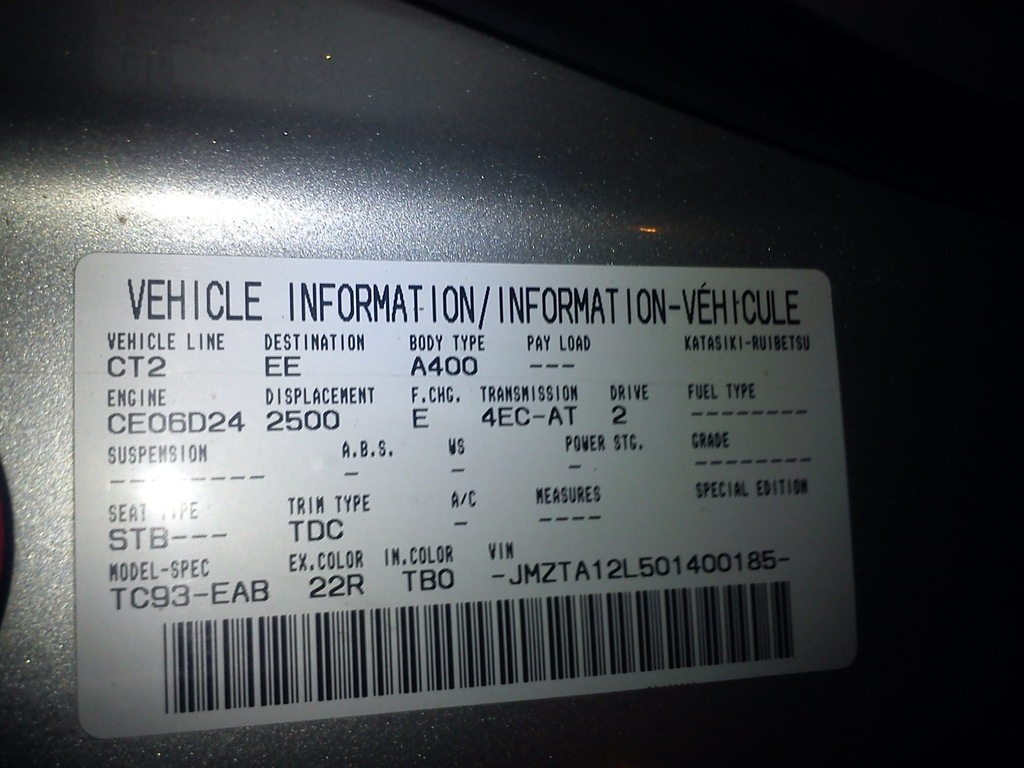 VEHICLE INFORMATION/INFORMATION-VÉHICULE
VEHICLE LINE DESTINATION BODY TYPE PAY LOAD KATASIKI-RUIBETSU
CT2 EE A400 ---
ENGINE DISPLACEMENT F.CHG. TRANSMISSION DRIVE FUEL TYPE
CE06D24 2500 E 4EC-AT 2 --------
SUSPENSION A.B.S. WS POWER STG. GRADE
--------- - - - --------
SEAT TYPE TRIM TYPE A/C MEASURES SPECIAL EDITION
STB--- TDC - ----
MODEL-SPEC EX.COLOR IN.COLOR VIN
TC93-EAB 22R TB0 -JMZTA12L501400185-